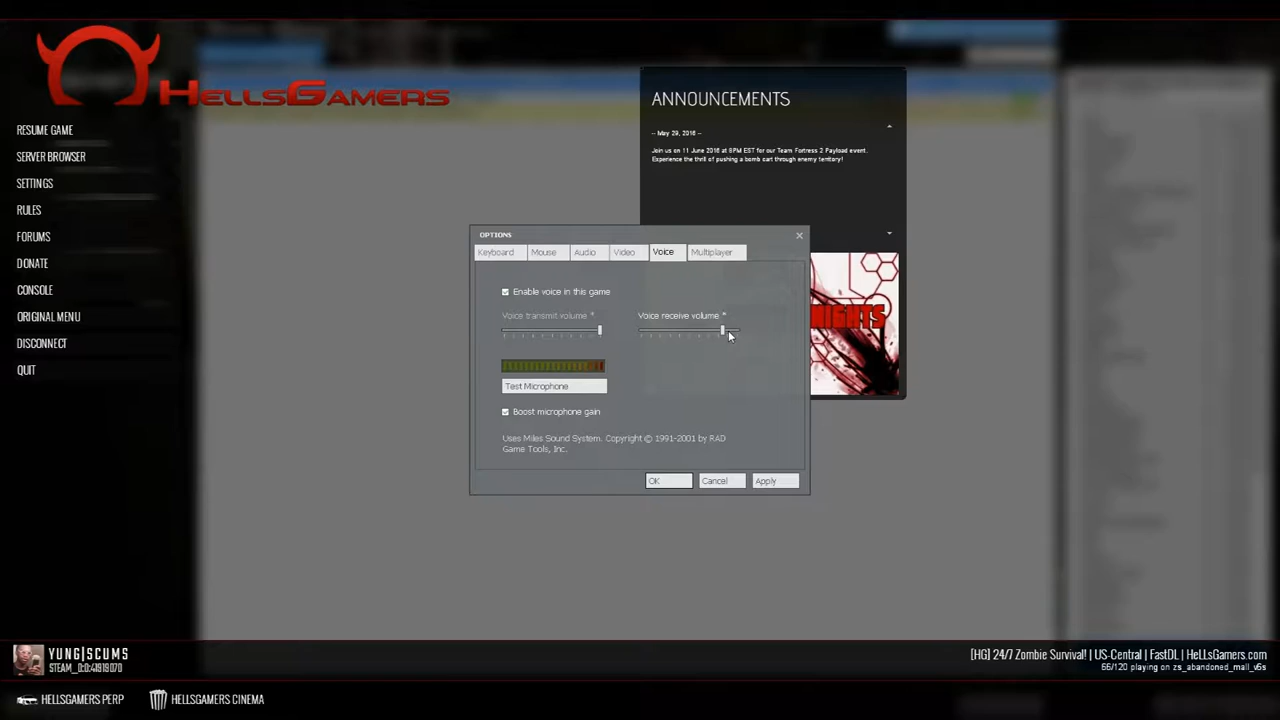 HELLSGAMERS
RESUME GAME
SERVER BROWSER
SETTINGS
RULES
FORUMS
DONATE
CONSOLE
ORIGINAL MENU
DISCONNECT
QUIT
ANNOUNCEMENTS
-- May 29, 2016 --
Join us on 11 June 2016 at 8PM EST for our Team Fortress 2 Payload event.
Experience the thrill of pushing a bomb cart through enemy territory!
OPTIONS
Keyboard Mouse Audio Video Voice Multiplayer
Enable voice in this game
Voice transmit volume * Voice receive volume *
Test Microphone
Boost microphone gain
Uses Miles Sound System. Copyright © 1991-2001 by RAD
Game Tools, Inc.
OK Cancel Apply
YUNG|SCUMS
STEAM_0:0:41919070
[HG] 24/7 Zombie Survival! | US-Central | FastDL | HeLLsGamers.com
66/120 playing on zs_abandoned_mall_v6s
HELLSGAMERS PERP HELLSGAMERS CINEMA